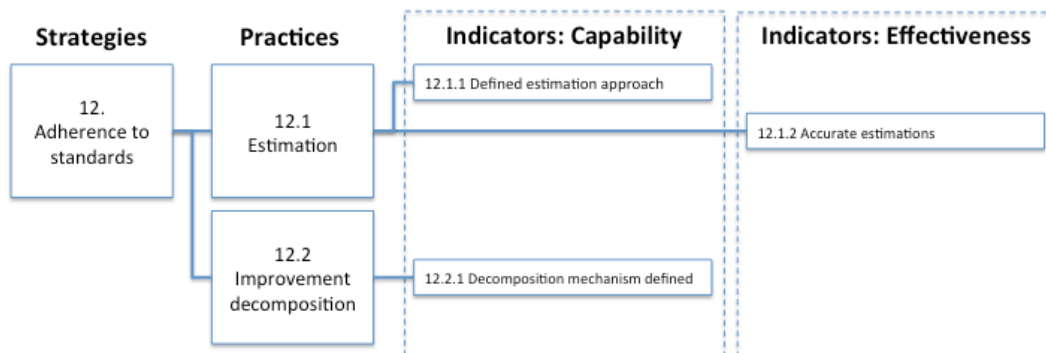 Strategies
Practices
Indicators: Capability
Indicators: Effectiveness
12.
Adherence to
standards
12.1
Estimation
12.1.1 Defined estimation approach
12.1.2 Accurate estimations
12.2
Improvement
decomposition
12.2.1 Decomposition mechanism defined